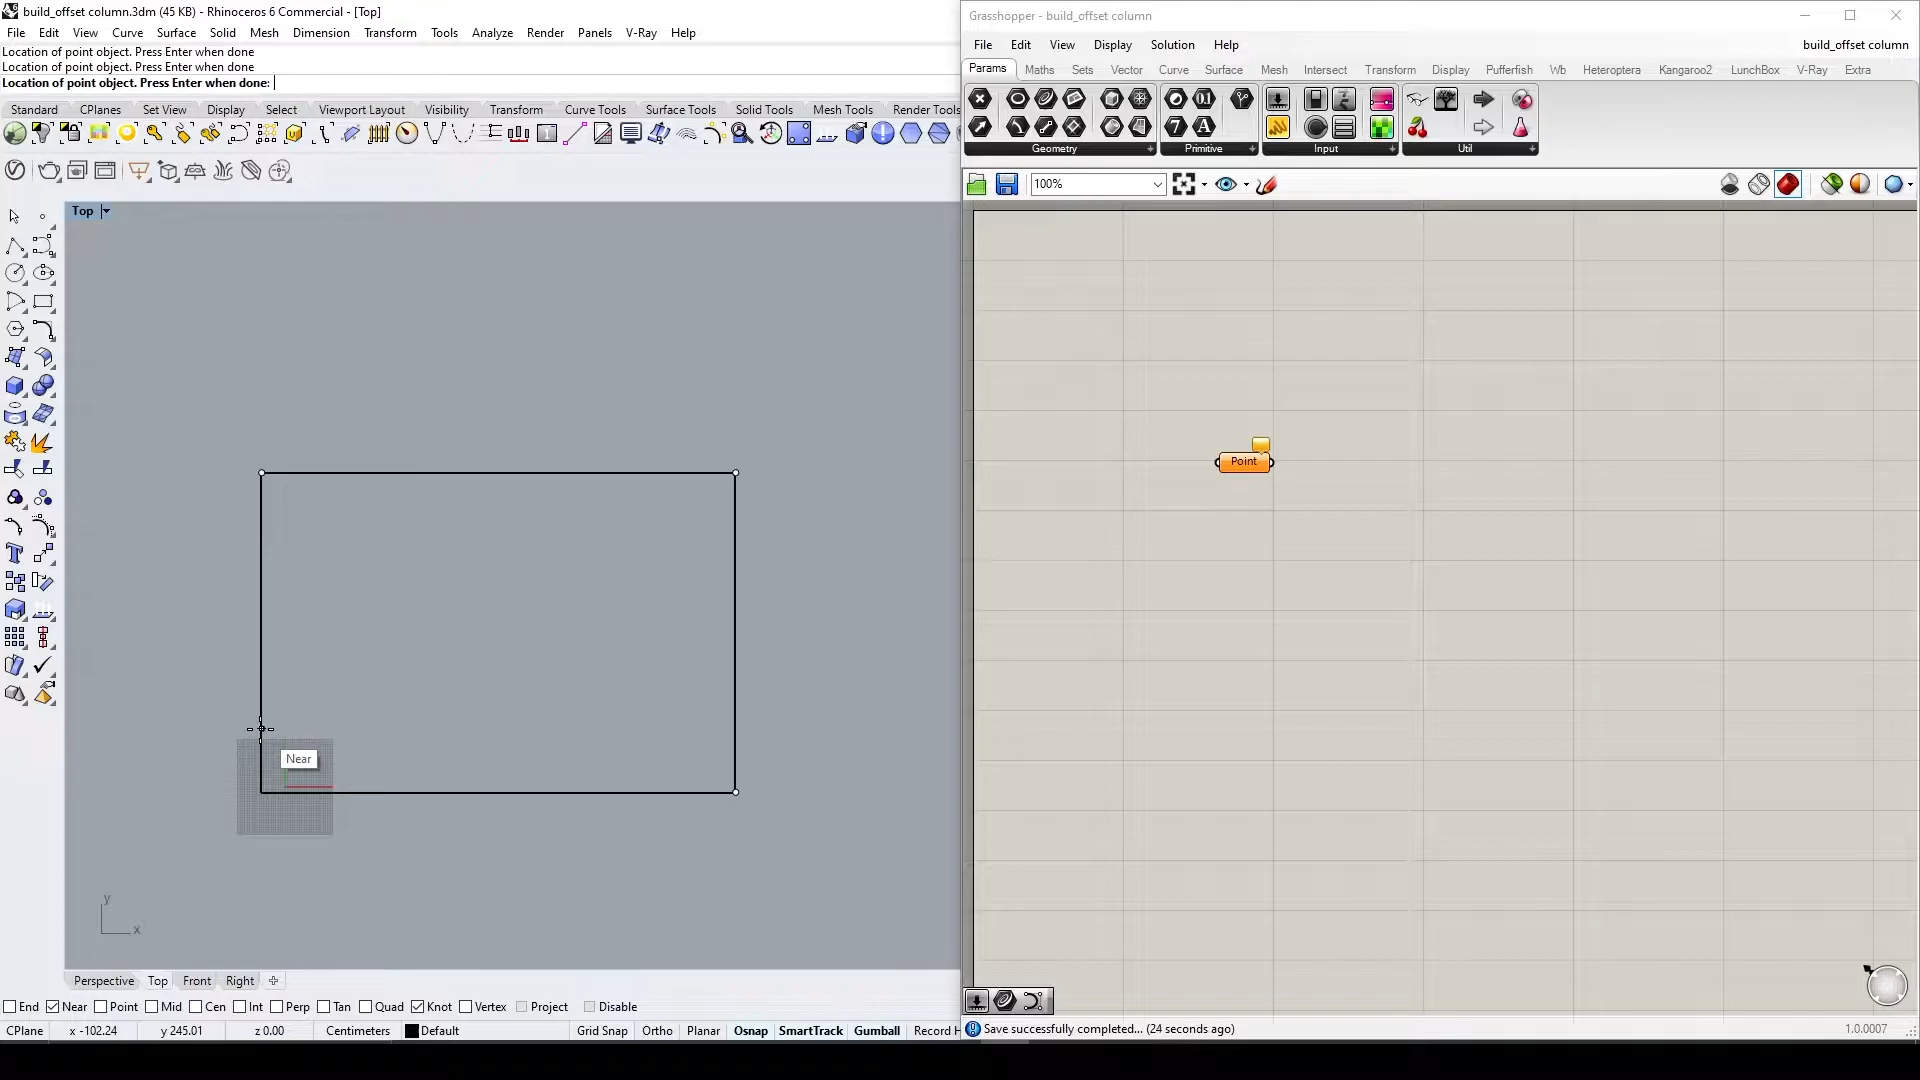 build_offset column.3dm (45 KB) - Rhinoceros 6 Commercial - [Top]
File Edit View Curve Surface Solid Mesh Dimension Transform Tools Analyze Render Panels V-Ray Help
Location of point object. Press Enter when done
Location of point object. Press Enter when done
Location of point object. Press Enter when done:
Standard CPlanes Set View Display Select Viewport Layout Visibility Transform Curve Tools Surface Tools Solid Tools Mesh Tools Render Tools
Top
Near
y
x
Perspective Top Front Right
End Near Point Mid Cen Int Perp Tan Quad Knot Vertex Project Disable
CPlane x -102.24 y 245.01 z 0.00 Centimeters Default Grid Snap Ortho Planar Osnap SmartTrack Gumball Record H
Grasshopper - build_offset column
File Edit View Display Solution Help
build_offset column
Params Maths Sets Vector Curve Surface Mesh Intersect Transform Display Pufferfish Wb Heteroptera Kangaroo2 LunchBox V-Ray Extra
Geometry Primitive Input Util
100%
Point
Save successfully completed... (24 seconds ago)
1.0.0007